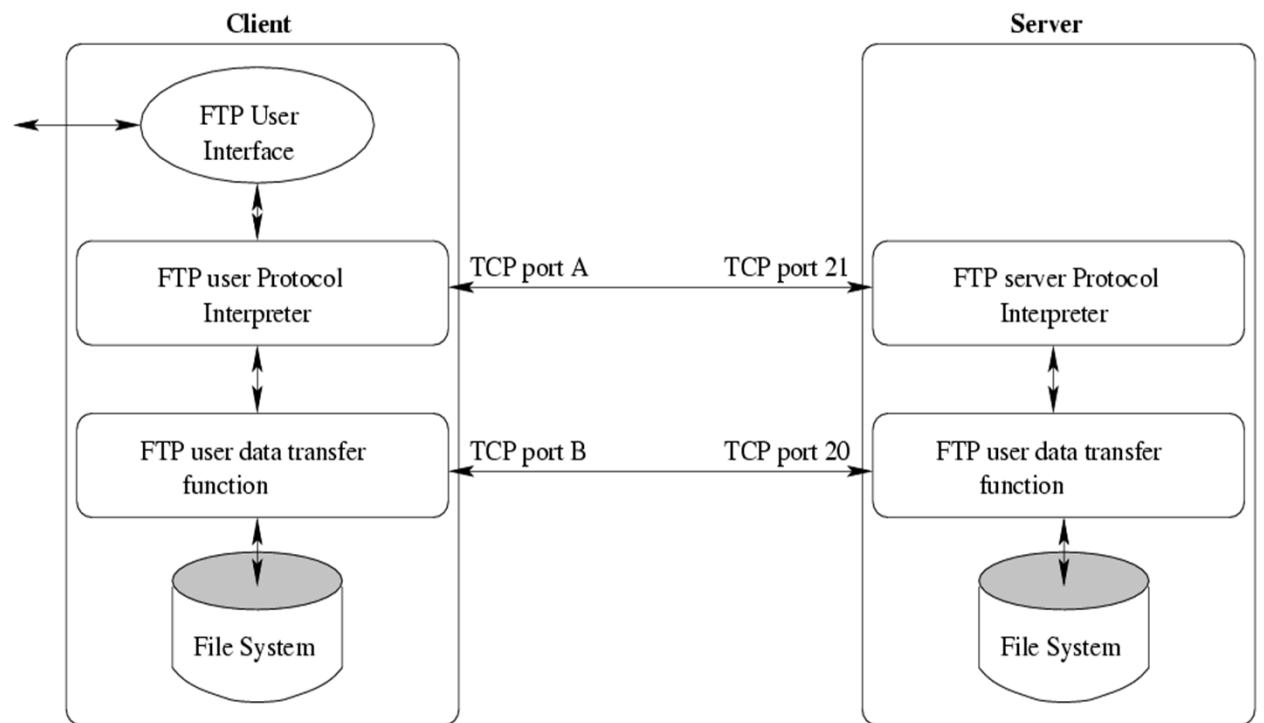 Client
Server
FTP User
Interface
FTP user Protocol
Interpreter
TCP port A
TCP port 21
FTP server Protocol
Interpreter
FTP user data transfer
function
TCP port B
TCP port 20
FTP user data transfer
function
File System
File System